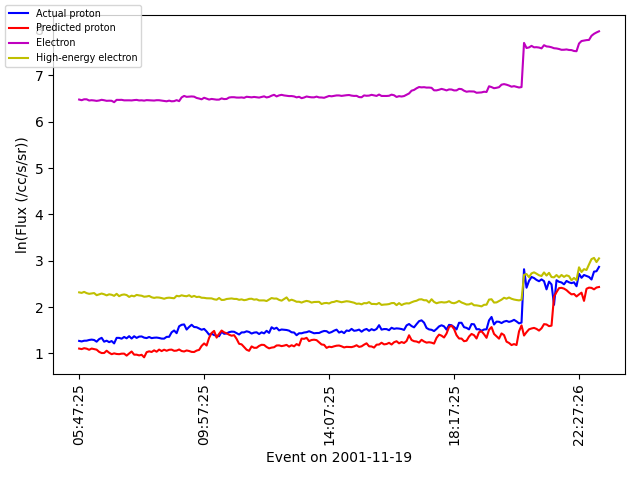 Actual proton
Predicted proton
Electron
High-energy electron
7
6
5
4
3
2
1
ln(Flux (/cc/s/sr))
05:47:25
09:57:25
14:07:25
18:17:25
22:27:26
Event on 2001-11-19